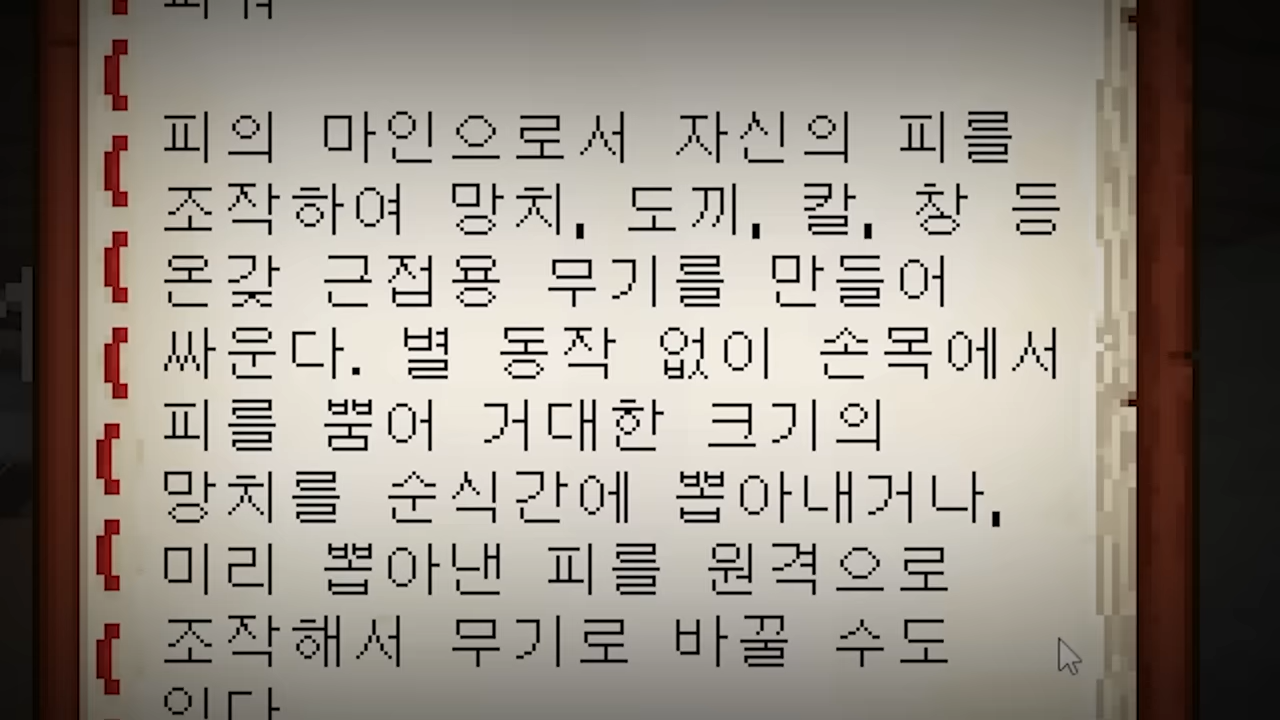 피의 마인으로서 자신의 피를
조작하여 망치, 도끼, 칼, 창 등
온갖 근접용 무기를 만들어
싸운다. 별 동작 없이 손목에서
피를 뿜어 거대한 크기의
망치를 순식간에 뽑아내거나,
미리 뽑아낸 피를 원격으로
조작해서 무기로 바꿀 수도
있다